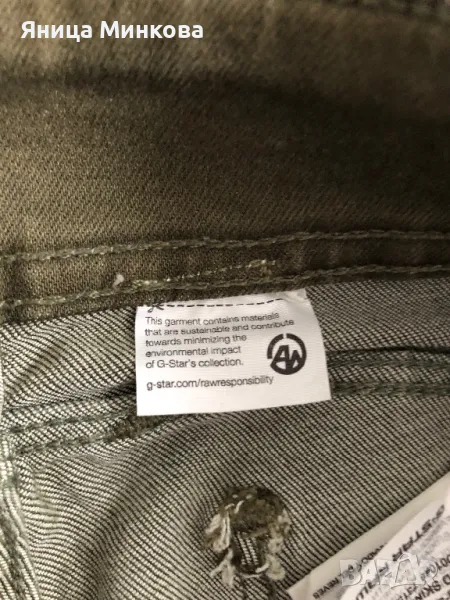 Яница Минкова
This garment contains materials
that are sustainable and contribute
towards minimizing the
environmental impact
of G-Star's collection.
g-star.com/rawresponsibility
BAZAR